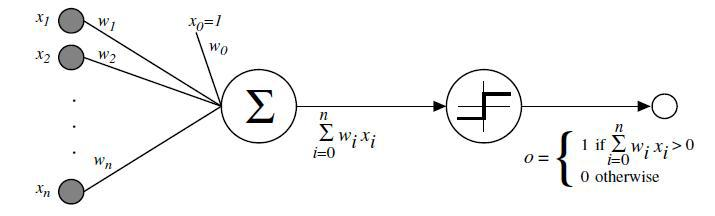 x1 w1
x0=1
w0
x2 w2
.
.
.
wn
xn
Σ
n
Σ wi xi
i=0
o = { 1 if n Σ i=0 wi xi > 0
0 otherwise